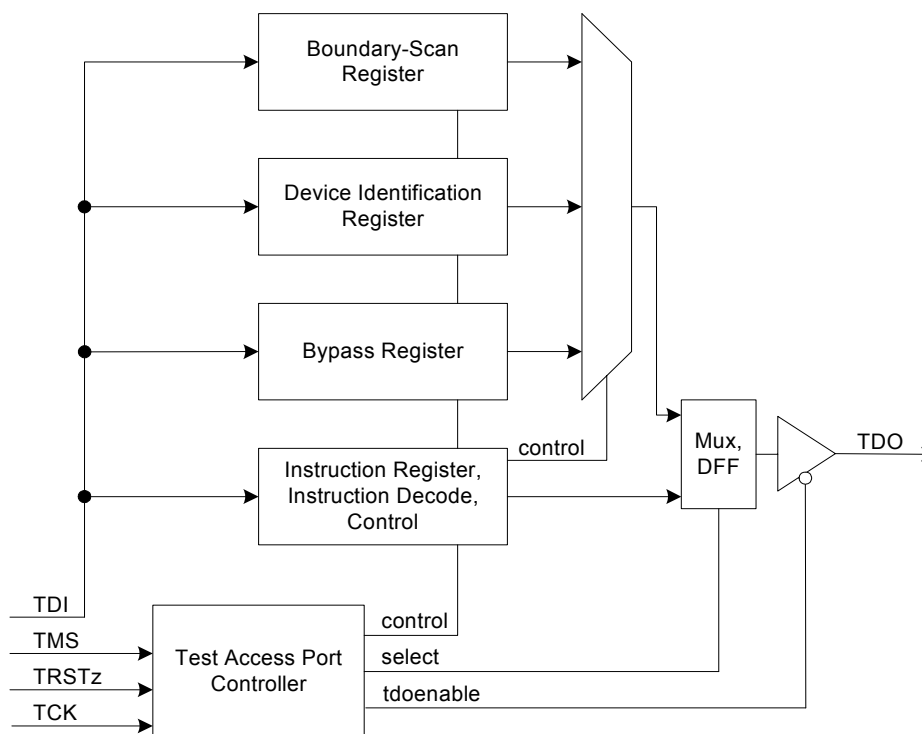 Boundary-Scan
Register
Device Identification
Register
Bypass Register
control
Instruction Register,
Instruction Decode,
Control
Mux,
DFF
TDO
TDI
TMS
TRSTz
TCK
Test Access Port
Controller
control
select
tdoenable